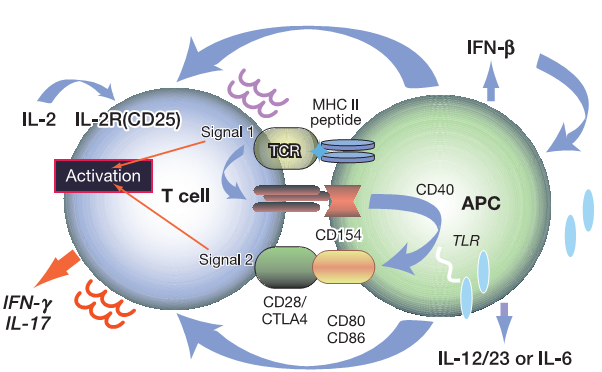 IFN-β
IL-2
IL-2R(CD25)
MHC II
peptide
Signal 1
TCR
Activation
T cell
CD40
APC
CD154
TLR
Signal 2
IFN-γ
IL-17
CD28/
CTLA4
CD80
CD86
IL-12/23 or IL-6